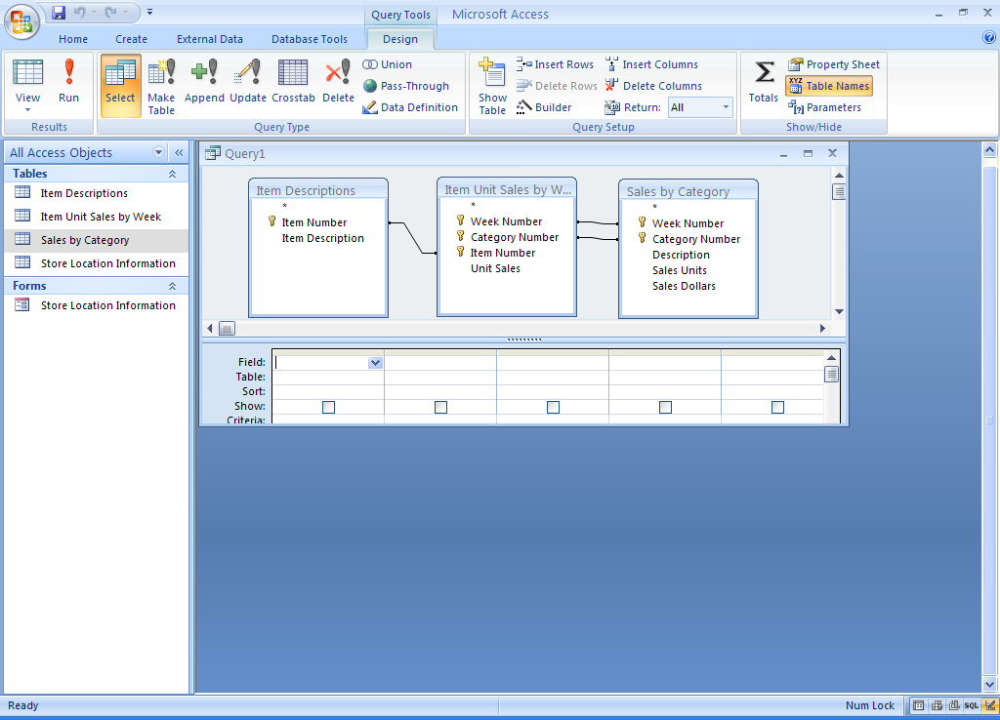 Query Tools Microsoft Access
Home Create External Data Database Tools Design
View Run Select Make Table Append Update Crosstab Delete
Union
Pass-Through
Data Definition
Show Table
Insert Rows
Delete Rows
Builder
Insert Columns
Delete Columns
Return: All
Totals
Property Sheet
XYZ Table Names
Parameters
Results Query Type Query Setup Show/Hide
All Access Objects
Tables
Item Descriptions
Item Unit Sales by Week
Sales by Category
Store Location Information
Forms
Store Location Information
Query1
Item Descriptions
*
Item Number
Item Description
Item Unit Sales by W...
*
Week Number
Category Number
Item Number
Unit Sales
Sales by Category
*
Week Number
Category Number
Description
Sales Units
Sales Dollars
Field:
Table:
Sort:
Show:
Criteria:
Ready Num Lock SQL